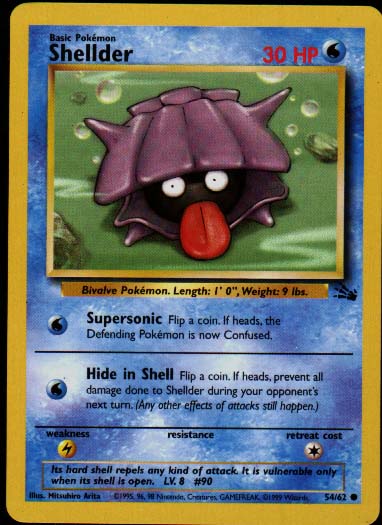 Basic Pokémon
Shellder
30 HP
Bivalve Pokémon. Length: 1' 0", Weight: 9 lbs.
Supersonic Flip a coin. If heads, the
Defending Pokémon is now Confused.
Hide in Shell Flip a coin. If heads, prevent all
damage done to Shellder during your opponent's
next turn. (Any other effects of attacks still happen.)
weakness resistance retreat cost
Its hard shell repels any kind of attack. It is vulnerable only
when its shell is open. LV. 8 #90
Illus. Mitsuhiro Arita ©1995, 96, 98 Nintendo, Creatures, GAMEFREAK. ©1999 Wizards. 54/62